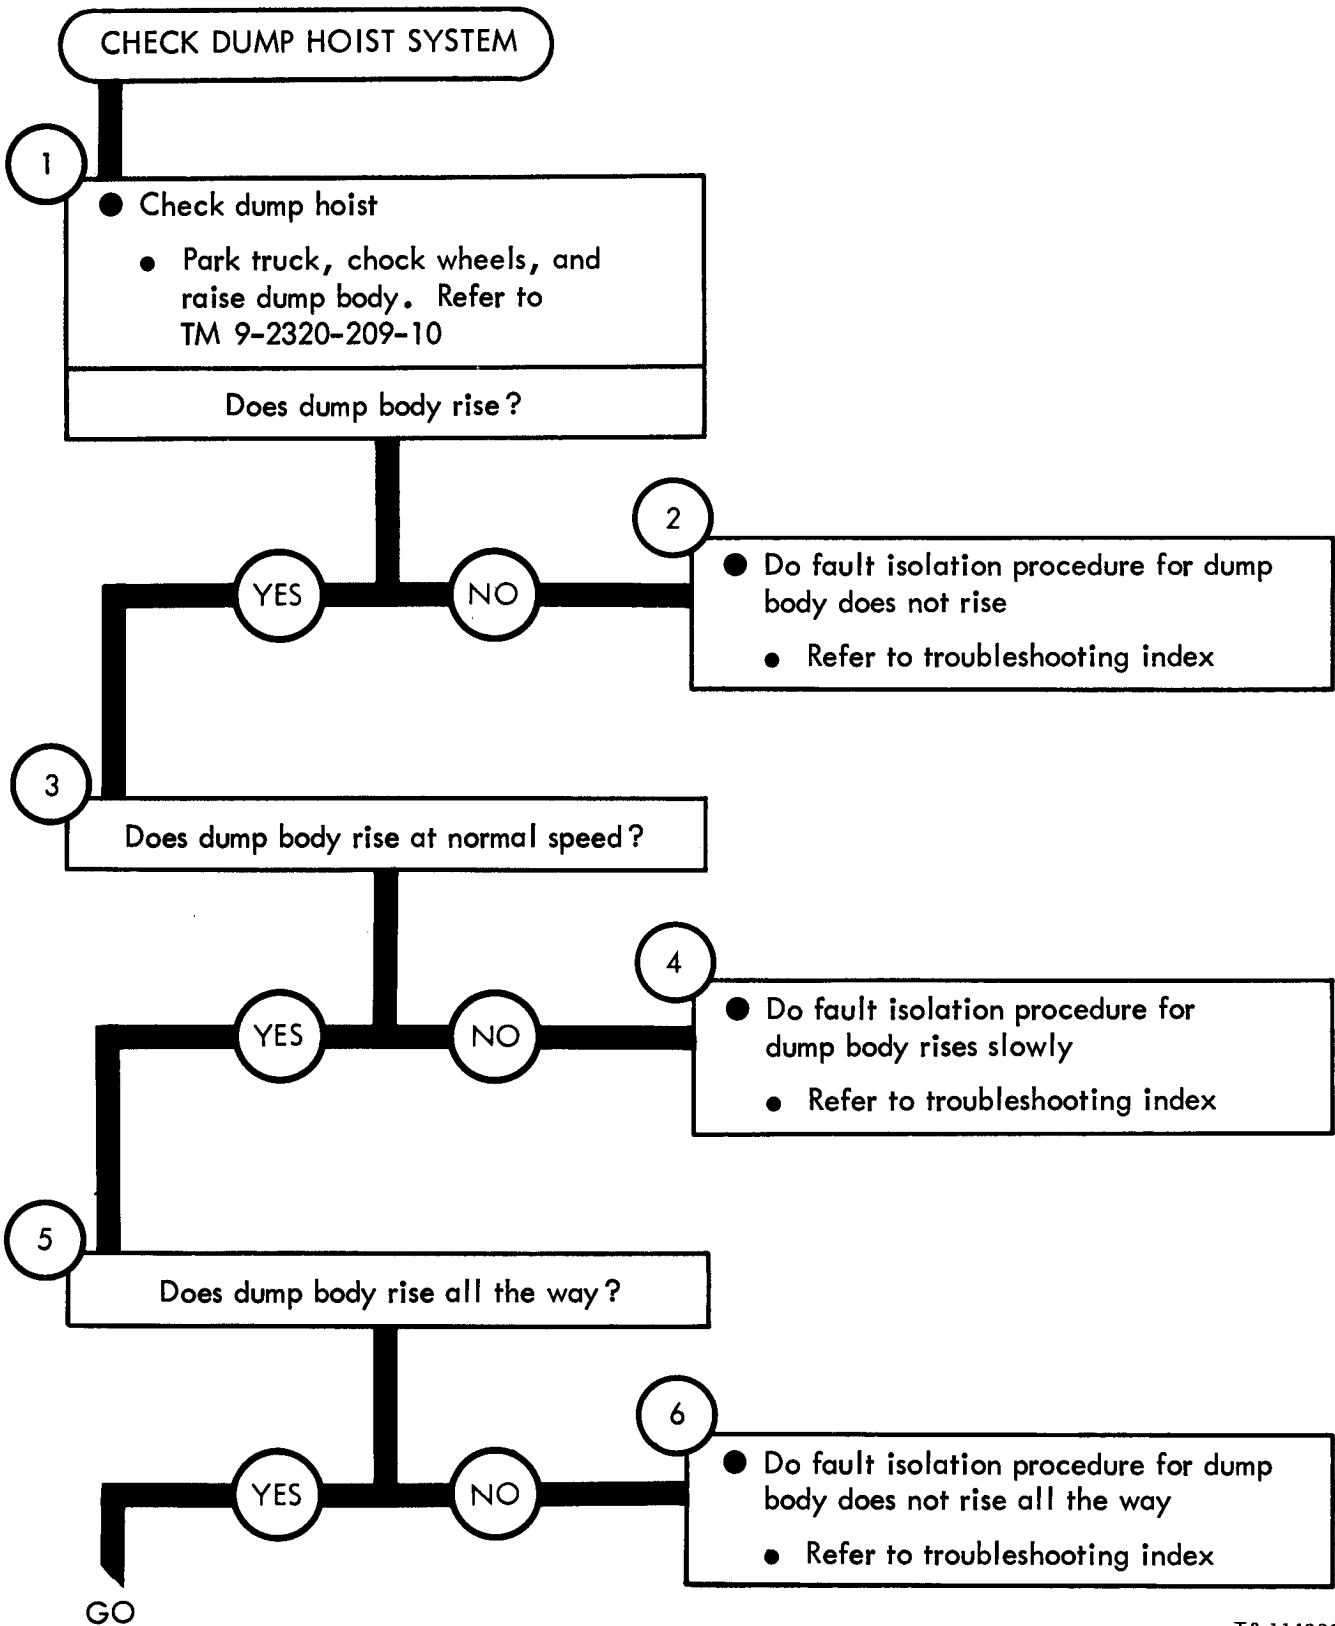 CHECK DUMP HOIST SYSTEM
1
● Check dump hoist
● Park truck, chock wheels, and
raise dump body. Refer to
TM 9-2320-209-10
Does dump body rise?
YES
NO
2
● Do fault isolation procedure for dump
body does not rise
● Refer to troubleshooting index
3
Does dump body rise at normal speed?
YES
NO
4
● Do fault isolation procedure for
dump body rises slowly
● Refer to troubleshooting index
5
Does dump body rise all the way?
YES
NO
6
● Do fault isolation procedure for dump
body does not rise all the way
● Refer to troubleshooting index
GO